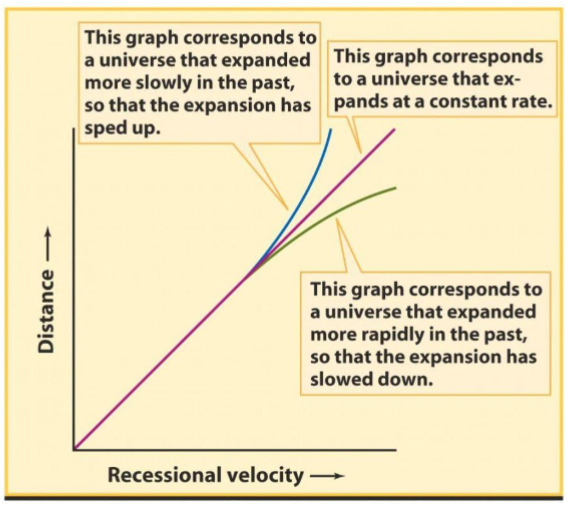 This graph corresponds to
a universe that expanded
more slowly in the past,
so that the expansion has
sped up.
This graph corresponds
to a universe that ex-
pands at a constant rate.
This graph corresponds to
a universe that expanded
more rapidly in the past,
so that the expansion has
slowed down.
Distance
Recessional velocity